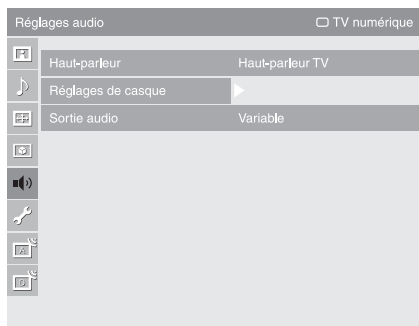 Réglages audio TV numérique
Haut-parleur Haut-parleur TV
Réglages de casque
Sortie audio Variable
A